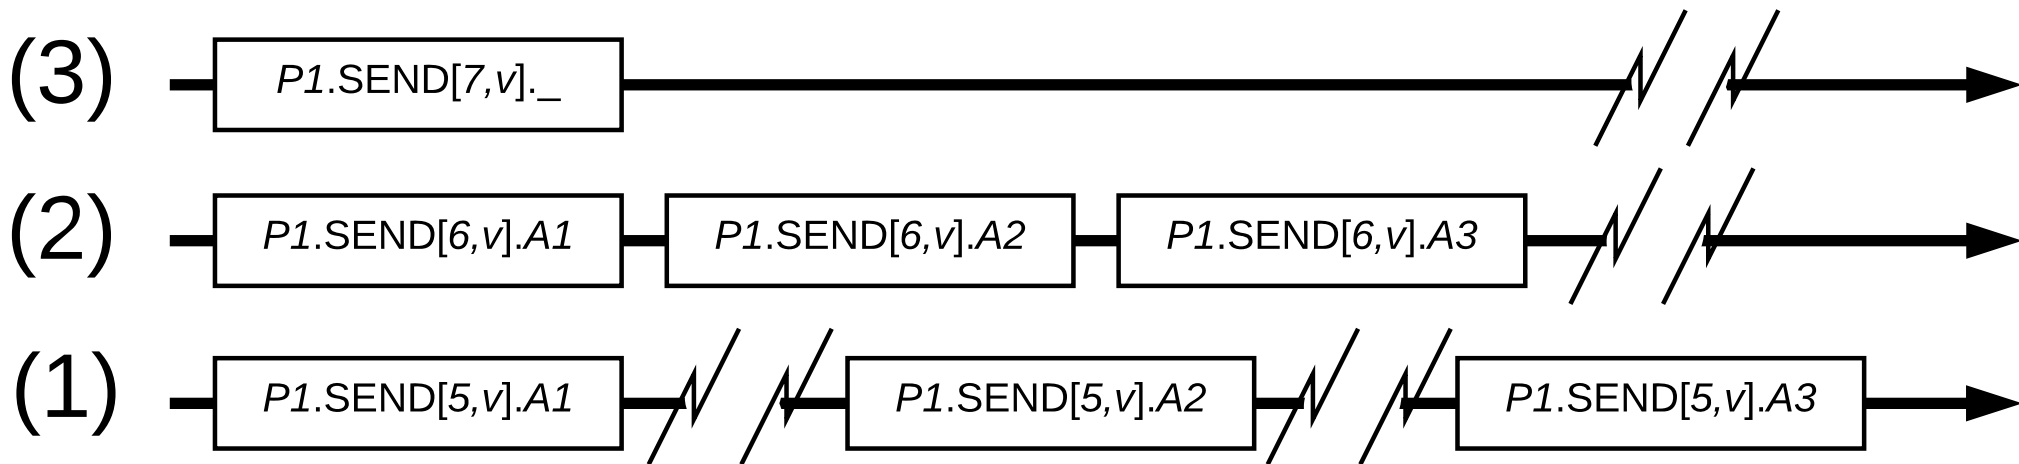 (3) P1.SEND[7,v]._
(2) P1.SEND[6,v].A1 P1.SEND[6,v].A2 P1.SEND[6,v].A3
(1) P1.SEND[5,v].A1 P1.SEND[5,v].A2 P1.SEND[5,v].A3